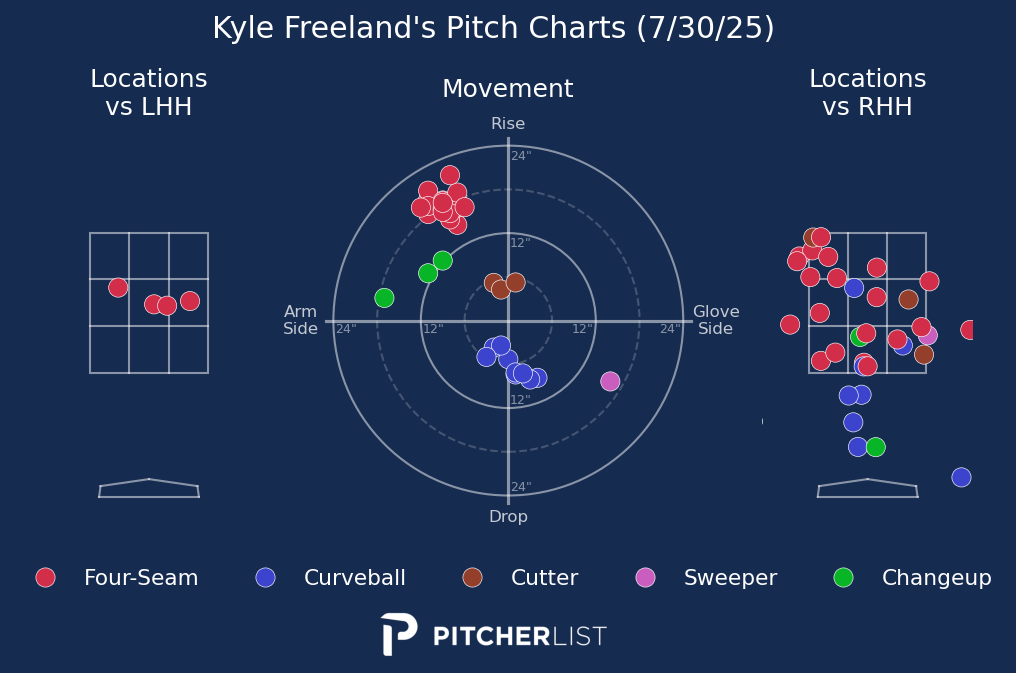 Kyle Freeland's Pitch Charts (7/30/25)
Locations
vs LHH
Movement
Locations
vs RHH
Rise
24"
12"
Arm
Side
24"
12"
12"
24"
Glove
Side
12"
24"
Drop
Four-Seam
Curveball
Cutter
Sweeper
Changeup
PITCHERLIST